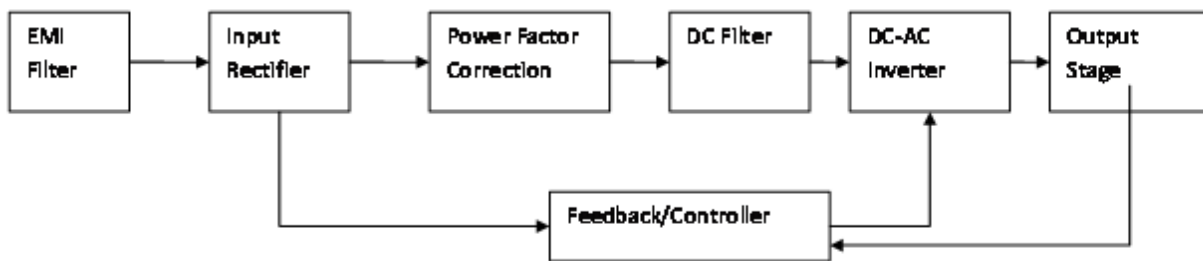 EMI
Filter
Input
Rectifier
Power Factor
Correction
DC Filter
DC-AC
Inverter
Output
Stage
Feedback/Controller